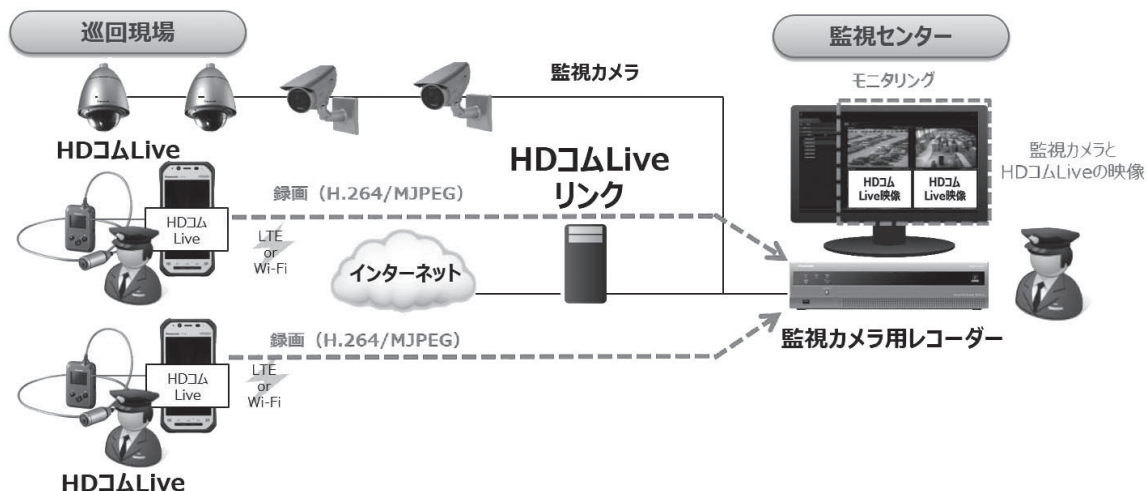 巡回現場
監視センター
監視カメラ
モニタリング
HDコムLive
HDコムLive
リンク
監視カメラと
HDコムLiveの映像
HDコム
Live映像
HDコム
Live映像
録画（H.264/MJPEG）
HDコム
Live
LTE
or
Wi-Fi
インターネット
録画（H.264/MJPEG）
監視カメラ用レコーダー
HDコム
Live
LTE
or
Wi-Fi
HDコムLive